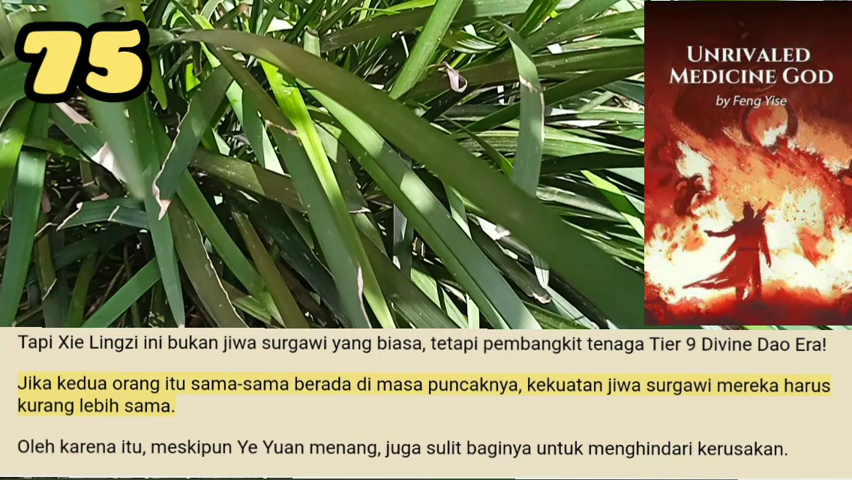 75
UNRIVALED
MEDICINE GOD
by Feng Yise
Tapi Xie Lingzi ini bukan jiwa surgawi yang biasa, tetapi pembangkit tenaga Tier 9 Divine Dao Era!
Jika kedua orang itu sama-sama berada di masa puncaknya, kekuatan jiwa surgawi mereka harus
kurang lebih sama.
Oleh karena itu, meskipun Ye Yuan menang, juga sulit baginya untuk menghindari kerusakan.